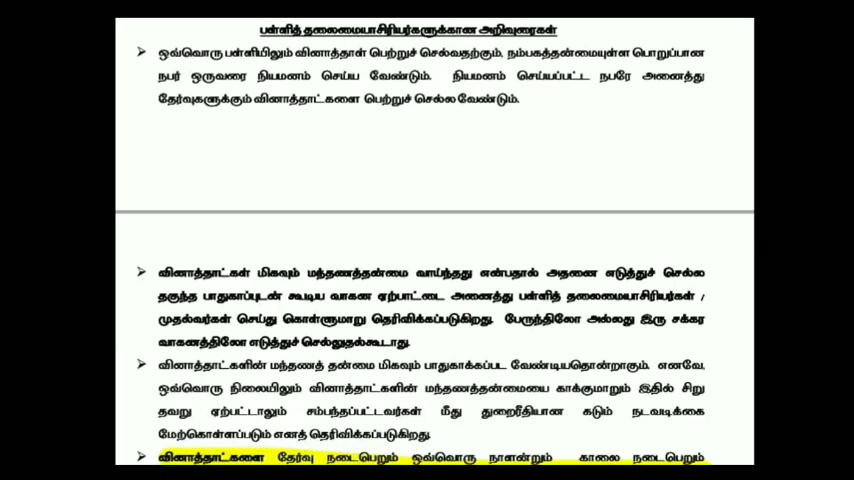 பள்ளித் தலைமையாசிரியர்களுக்கான அறிவுரைகள்
➢ ஒவ்வொரு பள்ளியிலும் வினாத்தாள் பெற்றுச் செல்வதற்கும், நம்பகத்தன்மையுள்ள பொறுப்பான
நபர் ஒருவரை நியமனம் செய்ய வேண்டும். நியமனம் செய்யப்பட்ட நபரே அனைத்து
தேர்வுகளுக்கும் வினாத்தாட்களை பெற்றுச் செல்ல வேண்டும்.
➢ வினாத்தாட்கள் மிகவும் மந்தணத்தன்மை வாய்ந்தது என்பதால் அதனை எடுத்துச் செல்ல
தகுந்த பாதுகாப்புடன் கூடிய வாகன ஏற்பாட்டை அனைத்து பள்ளித் தலைமையாசிரியர்கள் /
முதல்வர்கள் செய்து கொள்ளுமாறு தெரிவிக்கப்படுகிறது. பேருந்திலோ அல்லது இரு சக்கர
வாகனத்திலோ எடுத்துச் செல்லுதல்கூடாது.
➢ வினாத்தாட்களின் மந்தணத் தன்மை மிகவும் பாதுகாக்கப்பட வேண்டியதொன்றாகும். எனவே,
ஒவ்வொரு நிலையிலும் வினாத்தாட்களின் மந்தணத்தன்மையை காக்குமாறும் இதில் சிறு
தவறு ஏற்பட்டாலும் சம்பந்தப்பட்டவர்கள் மீது துறைரீதியான கடும் நடவடிக்கை
மேற்கொள்ளப்படும் எனத் தெரிவிக்கப்படுகிறது.
➢ வினாத்தாட்களை தேர்வு நடைபெறும் ஒவ்வொரு நாளன்றும் காலை நடைபெறும்